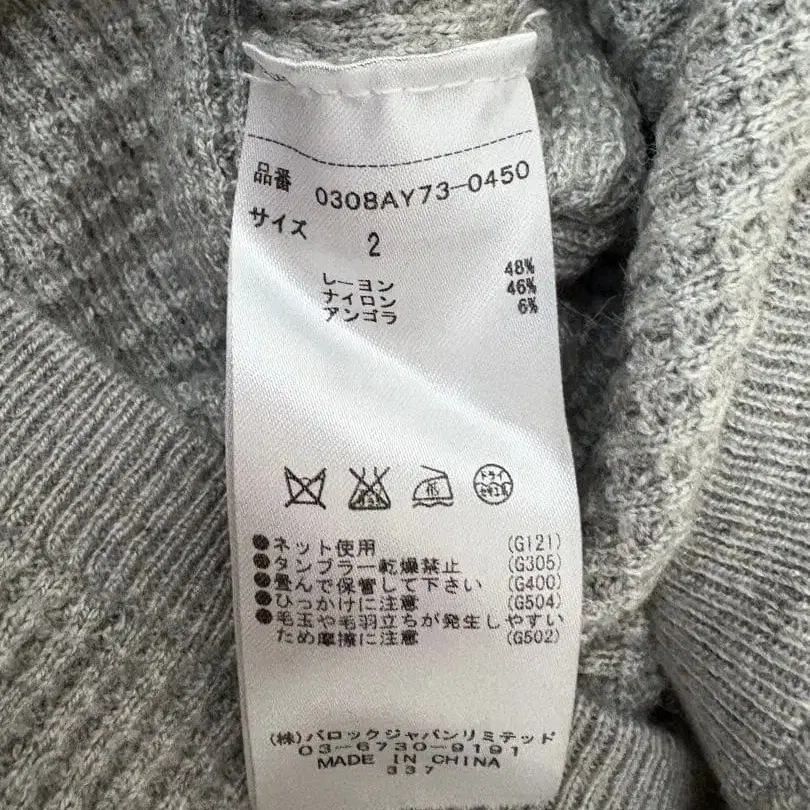 品番 0308AY73-0450
サイズ 2
レーヨン 48%
ナイロン 46%
アンゴラ 6%
低 ドライ セキユ系
●ネット使用 (G121)
●タンブラー乾燥禁止 (G305)
●畳んで保管して下さい (G400)
●ひっかけに注意 (G504)
●毛玉や毛羽立ちが発生しやすい
ため摩擦に注意 (G502)
(株)バロックジャパンリミテッド
03-6730-9191
MADE IN CHINA
337